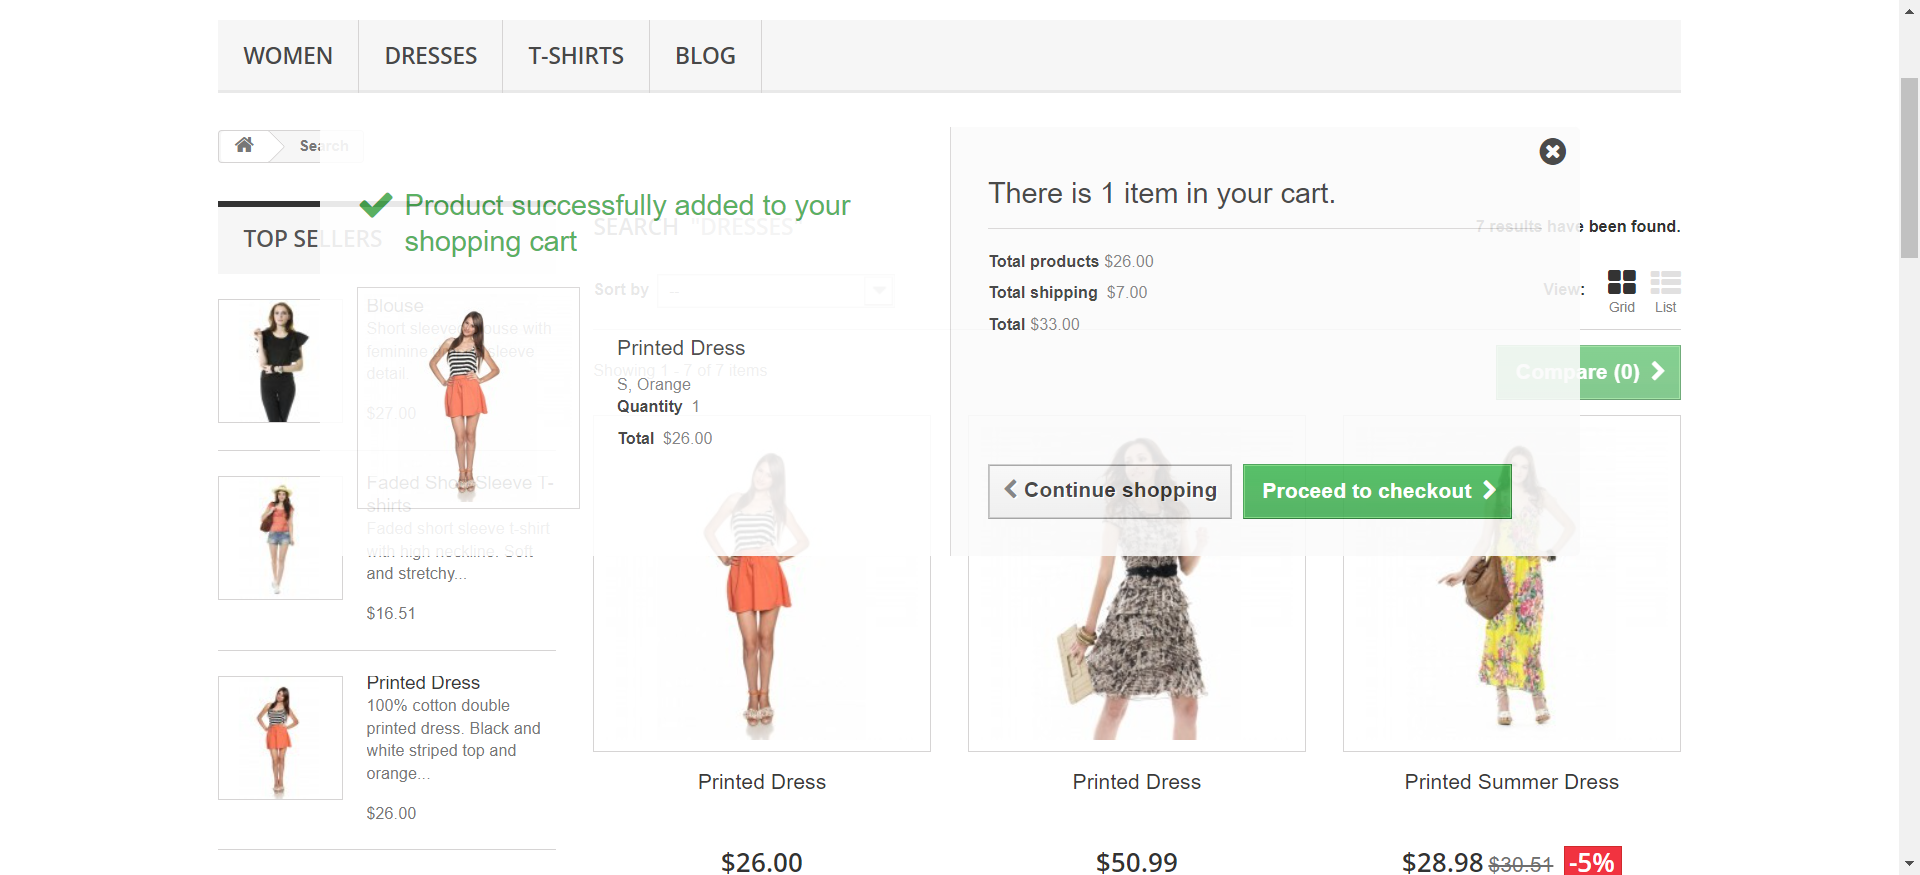 WOMEN
DRESSES
T-SHIRTS
BLOG
Search
Product successfully added to your
shopping cart
There is 1 item in your cart.
Total products $26.00
Total shipping $7.00
Total $33.00
Printed Dress
S, Orange
Quantity 1
Total $26.00
Continue shopping
Proceed to checkout
TOP SELLERS
Blouse
Short sleeve
use with
feminine
sleeve
detail.
$27.00
Faded Short Sleeve T-
shirts
Faded short sleeve t-shirt
with high neckline. Soft
and stretchy...
$16.51
Printed Dress
100% cotton double
printed dress. Black and
white striped top and
orange...
$26.00
SEARCH "DRESSES
7 results have been found.
Sort by --
View:
Grid
List
Showing 1 - 7 of 7 items
Compare (0)
Printed Dress
$26.00
Printed Dress
$50.99
Printed Summer Dress
$28.98 $30.51 -5%